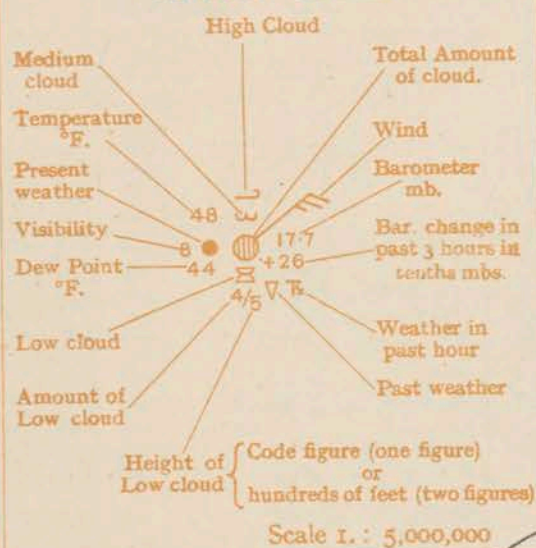 High Cloud
Medium
cloud
Total Amount
of cloud.
Temperature
°F.
Wind
Present
weather
Barometer
mb.
48
Visibility
8
17·7
Bar. change in
past 3 hours in
tenths mbs.
Dew Point
°F.
44
+26
4/5
Low cloud
Weather in
past hour
Amount of
Low cloud
Past weather
Height of
Low cloud
Code figure (one figure)
or
hundreds of feet (two figures)
Scale 1. : 5,000,000